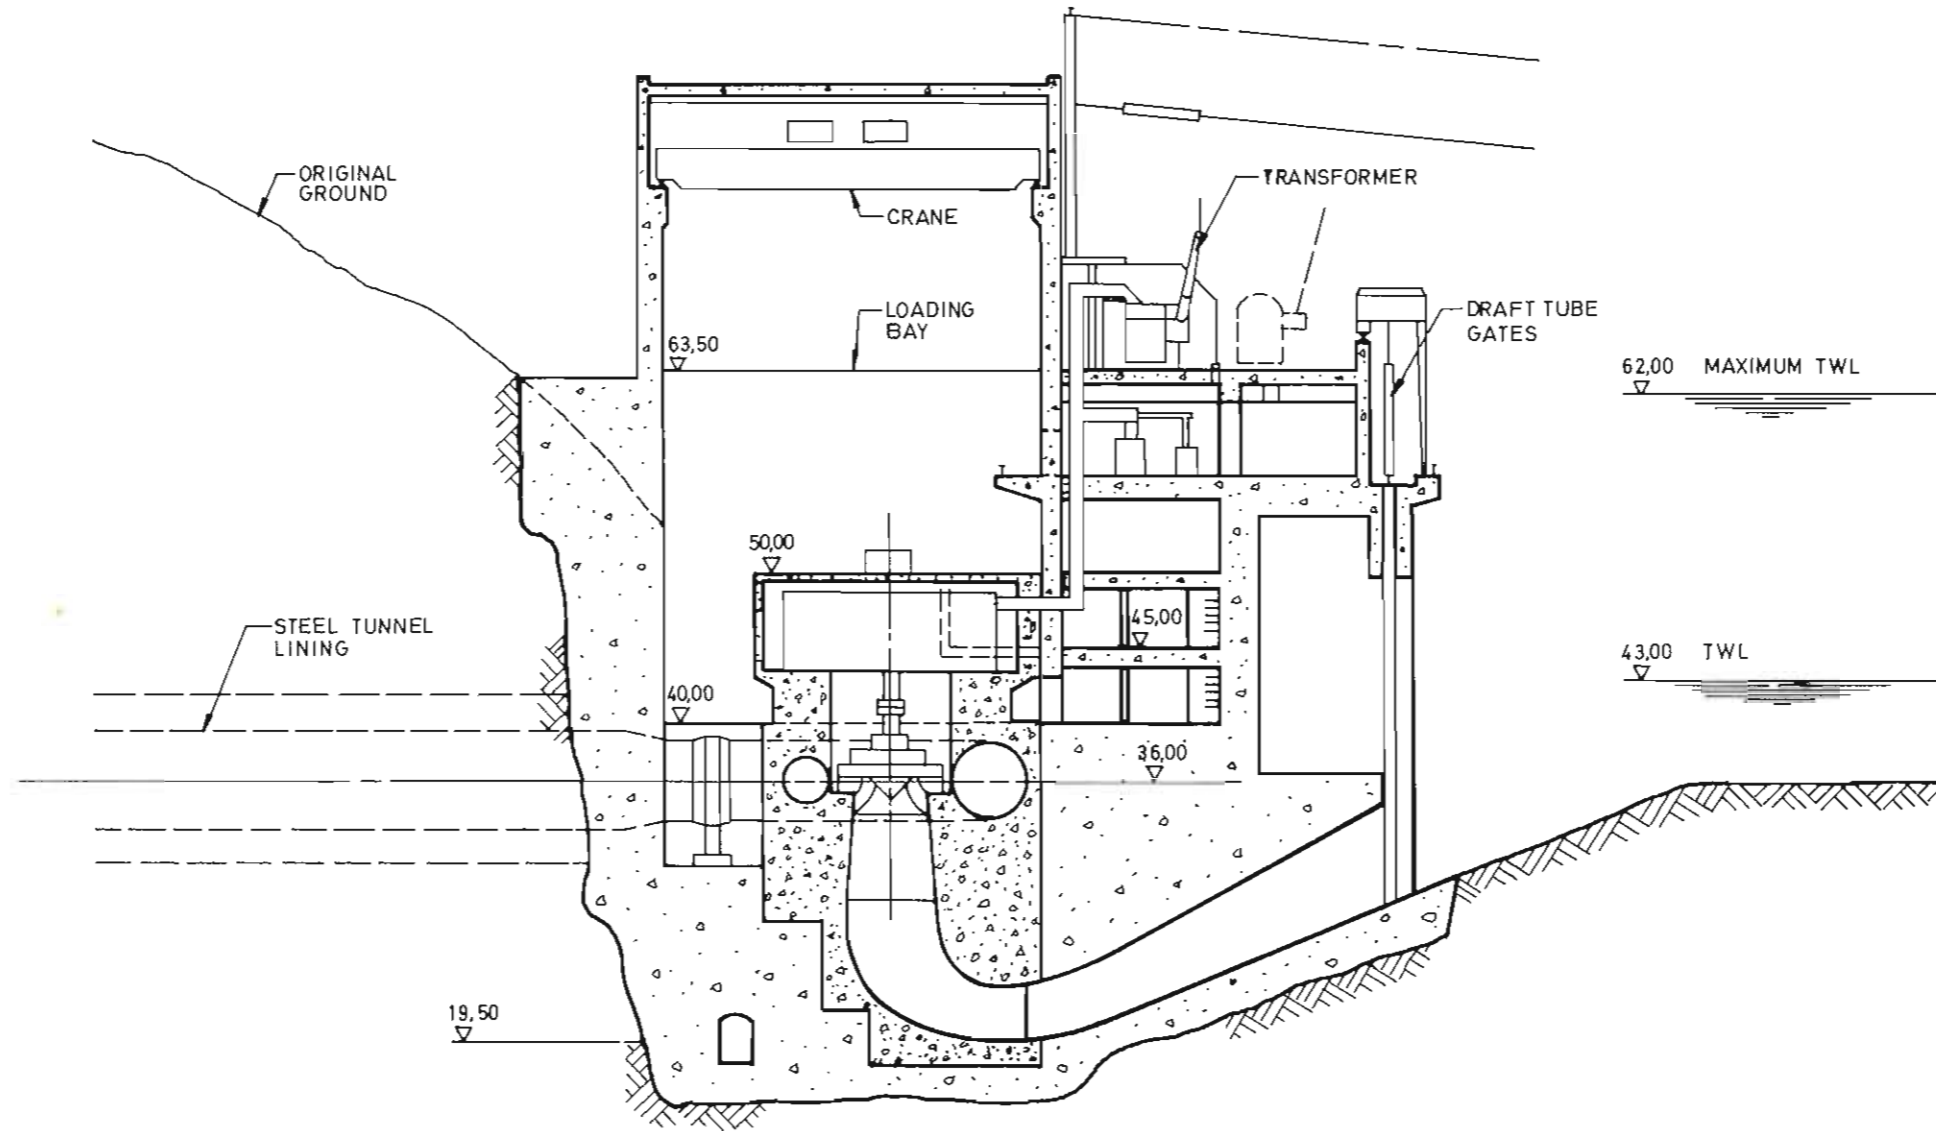 ORIGINAL
GROUND
CRANE
TRANSFORMER
LOADING
BAY
DRAFT TUBE
GATES
63,50
62,00 MAXIMUM TWL
50,00
45,00
STEEL TUNNEL
LINING
43,00 TWL
40,00
36,00
19,50